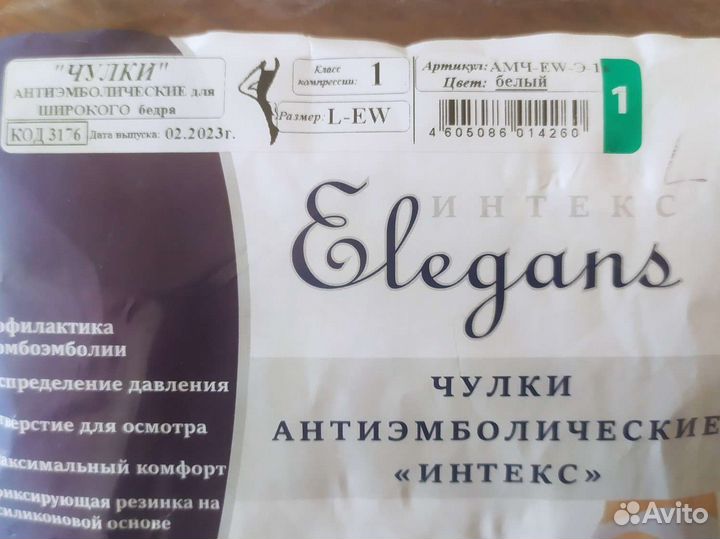 "ЧУЛКИ"
АНТИЭМБОЛИЧЕСКИЕ для
ШИРОКОГО бедра
КОД 3176 Дата выпуска: 02.2023г.
Класс
компрессии: 1
Размер: L-EW
Артикул: АМЧ-EW-Э-1
Цвет: белый
4 605086 014260
1
L
ИНТЕКС
Elegans
офилактика
омбоэмболии
спределение давления
верстие для осмотра
аксимальный комфорт
фиксирующая резинка на
силиконовой основе
ЧУЛКИ
АНТИЭМБОЛИЧЕСКИЕ
«ИНТЕКС»
Avito